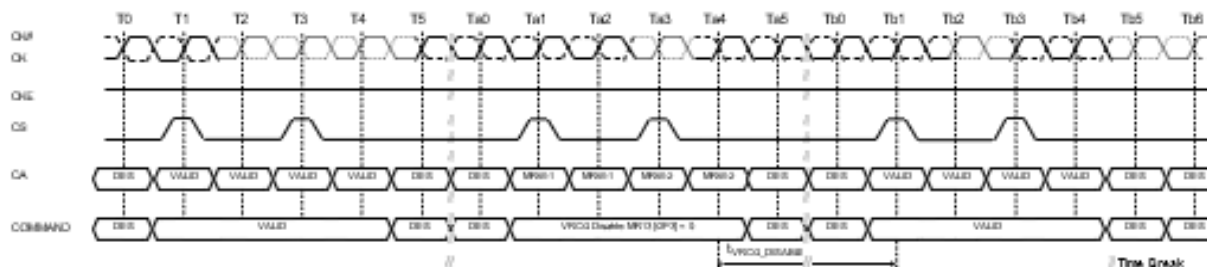 T0 T1 T2 T3 T4 T5 Ta0 Ta1 Ta2 Ta3 Ta4 Ta5 Tb0 Tb1 Tb2 Tb3 Tb4 Tb5 Tb6
CK#
CK
CKE
CS
CA DES VALID VALID VALID VALID DES DES MRW-1 MRW-1 MRW-2 MRW-2 DES DES VALID VALID VALID VALID DES DES
COMMAND DES VALID DES DES VRCG Disable MR13 [OP3] = 0 DES DES VALID DES DES
tVRCG_DISABLE
Time Break